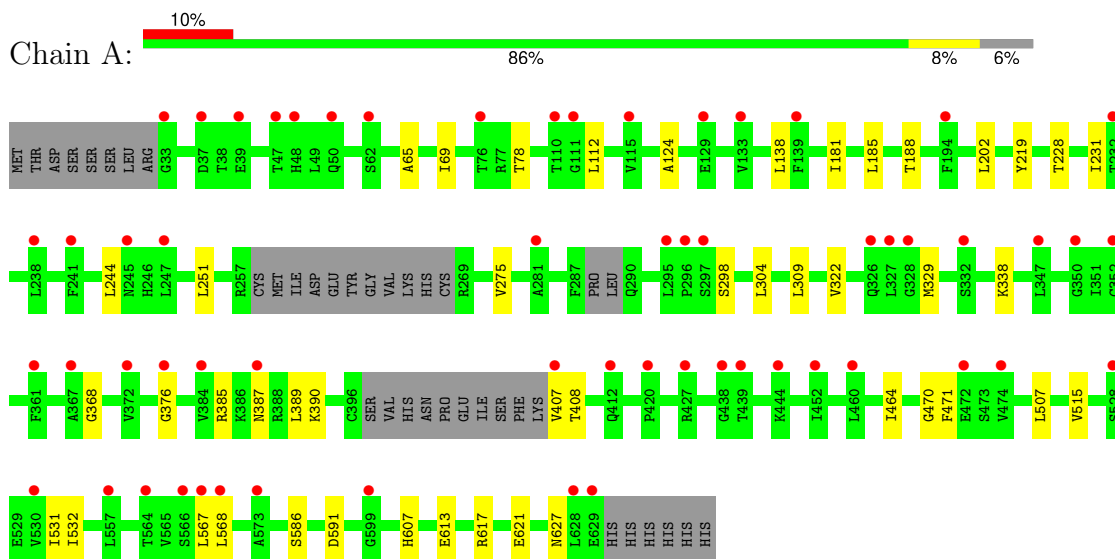 10%
Chain A:
86% 8% 6%
MET THR ASP SER SER SER LEU ARG G33 D37 T38 E39 T47 H48 L49 Q50 S62 A65 I69 T76 R77 T78 T110 G111 L112 V115 A124 E129 V133 L138 F139 I181 L185 T188 F194 L202 Y219 T228 I231 T232
L238 F241 L244 N245 H246 L247 L251 R257 CYS MET ILE ASP GLU TYR GLY VAL LYS HIS CYS R269 V275 A281 F287 PRO LEU Q290 L295 P296 S297 S298 L304 L309 V322 Q326 L327 G328 M329 S332 K338 L347 G350 I351 G352
F361 A367 G368 V372 G376 V384 R385 K386 N387 R388 L389 K390 C396 SER VAL HIS ASN PRO GLU ILE SER PHE LYS V407 T408 Q412 P420 R427 G438 T439 K444 I452 L460 I464 G470 F471 E472 S473 V474 L507 V515 S528
E529 V530 I531 I532 L557 T564 V565 S566 L567 L568 A573 S586 D591 G599 H607 E613 R617 E621 N627 L628 E629 HIS HIS HIS HIS HIS HIS